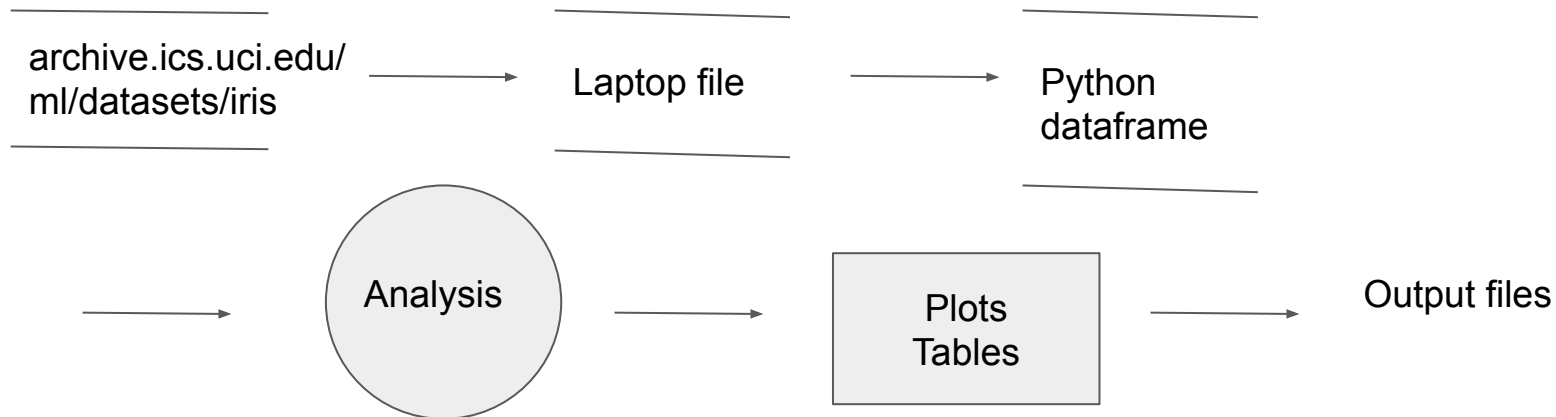 archive.ics.uci.edu/
ml/datasets/iris
Laptop file
Python
dataframe
Analysis
Plots
Tables
Output files